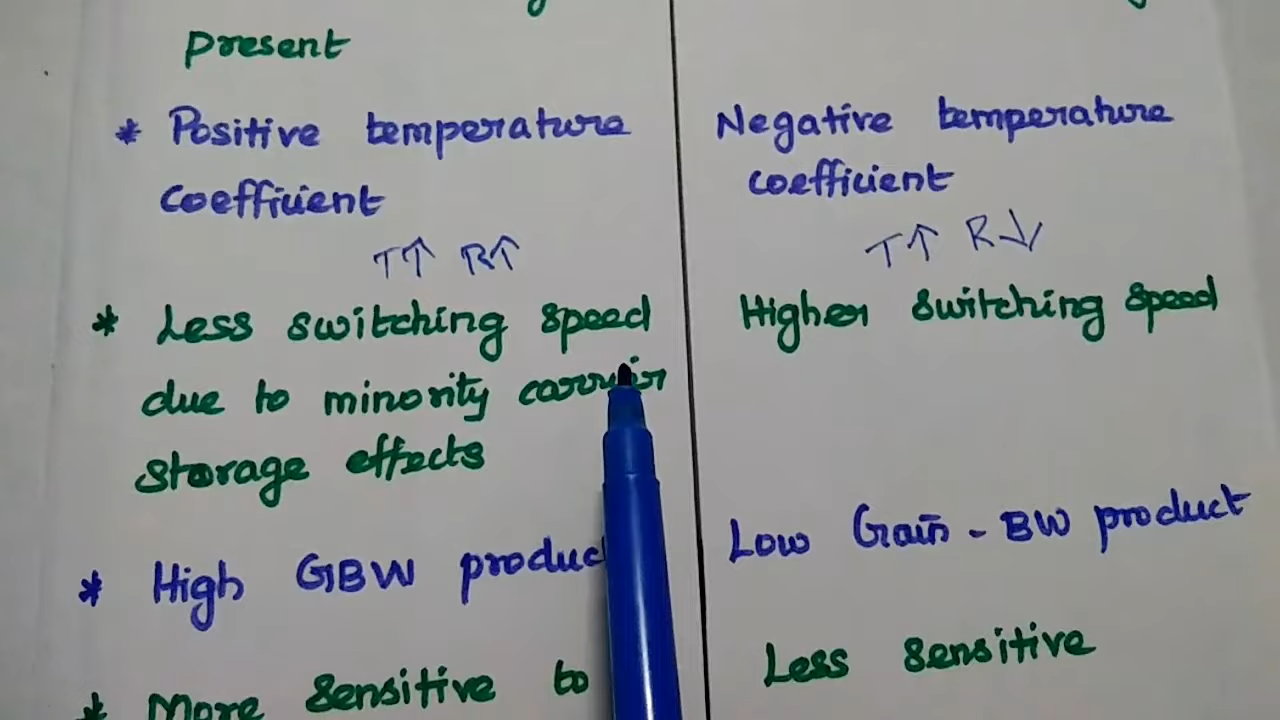 present
* Positive temperature
coefficient
T↑ R↑
* Less switching speed
due to minority carrier
storage effects
* High GBW produc
* More sensitive to
Negative temperature
coefficient
T↑ R↓
Higher switching speed
Low Gain - BW product
Less sensitive